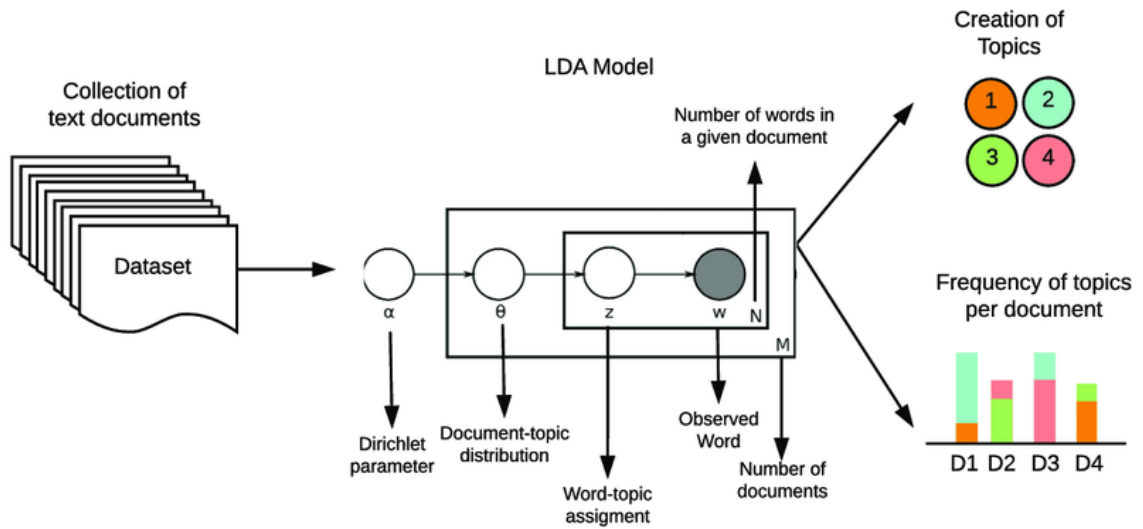 Collection of
text documents
Dataset
LDA Model
Number of words in
a given document
α
θ
z
w
N
M
Dirichlet
parameter
Document-topic
distribution
Word-topic
assigment
Observed
Word
Number of
documents
Creation of
Topics
1
2
3
4
Frequency of topics
per document
D1 D2 D3 D4